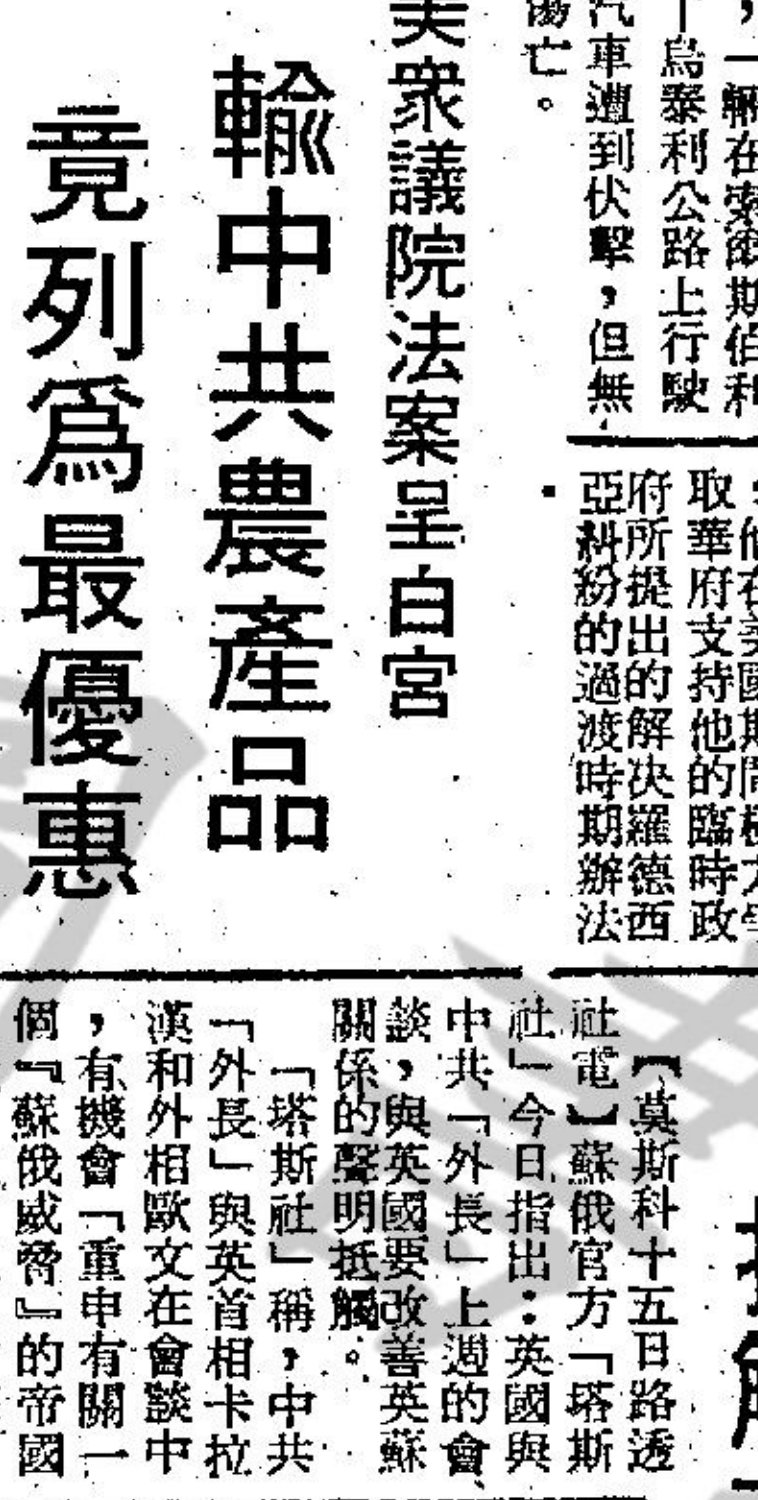 ，一輛在索爾斯伯利
十烏泰利公路上行駛
汽車遭到伏擊，但無
傷亡。
取華府支持他的臨時政
府所提出的解决羅德西
亞糾紛的過渡時期辦法
。
美衆議院法案呈白宮
輸中共農產品
竟列爲最優惠
【莫斯科十五日路透
社電】蘇俄官方「塔斯
社」今日指出：英國與
中共「外長」上週的會
談，與英國要改善英蘇
關係的聲明抵觸。
「塔斯社」稱，中共
「外長」與英首相卡拉
漢和外相歐文在會談中
，有機會「重申有關一
個『蘇俄威脅』的帝國